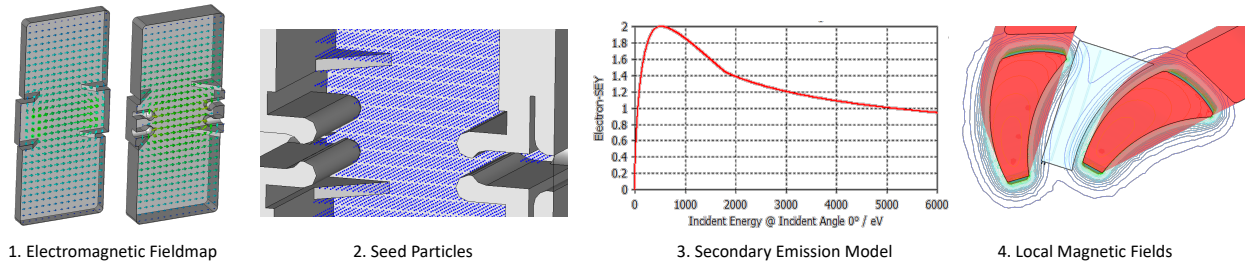 2
1.8
1.6
1.4
1.2
1
0.8
0.6
0.4
0.2
0
Electron-SEY
0 1000 2000 3000 4000 5000 6000
Incident Energy @ Incident Angle 0° / eV
1. Electromagnetic Fieldmap 2. Seed Particles 3. Secondary Emission Model 4. Local Magnetic Fields